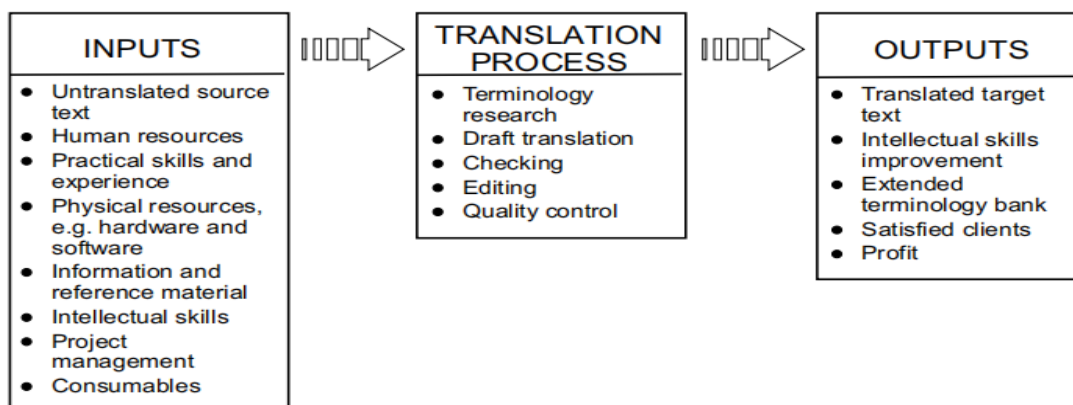 INPUTS
● Untranslated source
text
● Human resources
● Practical skills and
experience
● Physical resources,
e.g. hardware and
software
● Information and
reference material
● Intellectual skills
● Project
management
● Consumables
TRANSLATION
PROCESS
● Terminology
research
● Draft translation
● Checking
● Editing
● Quality control
OUTPUTS
● Translated target
text
● Intellectual skills
improvement
● Extended
terminology bank
● Satisfied clients
● Profit